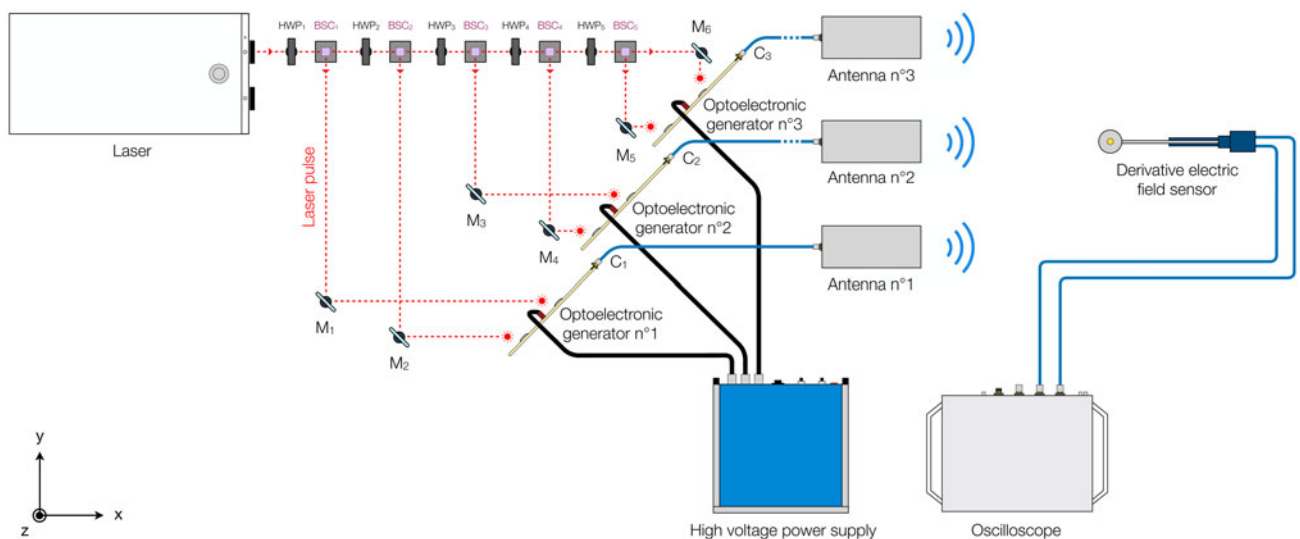 HWP₁ BSC₁ HWP₂ BSC₂ HWP₃ BSC₃ HWP₄ BSC₄ HWP₅ BSC₅
M₆
C₃
Antenna n°3
Laser
Laser pulse
Optoelectronic
generator n°3
M₅
C₂
Antenna n°2
Derivative electric
field sensor
M₃
Optoelectronic
generator n°2
M₄
C₁
Antenna n°1
M₁
Optoelectronic
generator n°1
M₂
y
x
z
High voltage power supply
Oscilloscope